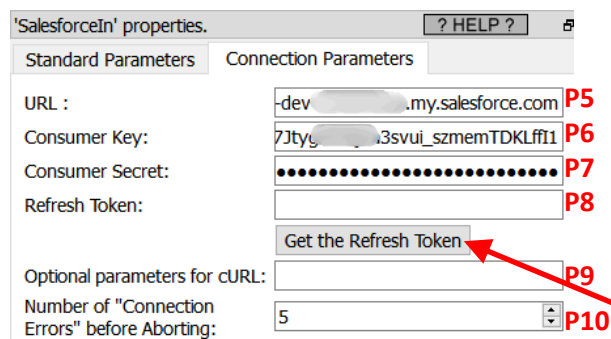 'SalesforceIn' properties. ? HELP ?
Standard Parameters Connection Parameters
URL : -dev .my.salesforce.com P5
Consumer Key: 7Jtyg 3svui_szmemTDKLffI1 P6
Consumer Secret: ●●●●●●●●●●●●●●●●●●●●●●●●●●● P7
Refresh Token: P8
Get the Refresh Token
Optional parameters for cURL: P9
Number of "Connection
Errors" before Aborting: 5 P10